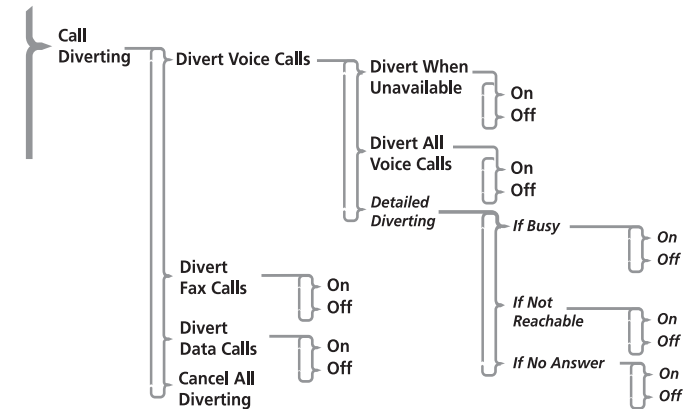 Call
Diverting
Divert Voice Calls
Divert When
Unavailable
On
Off
Divert All
Voice Calls
On
Off
Detailed
Diverting
If Busy
On
Off
If Not
Reachable
On
Off
If No Answer
On
Off
Divert
Fax Calls
On
Off
Divert
Data Calls
On
Off
Cancel All
Diverting